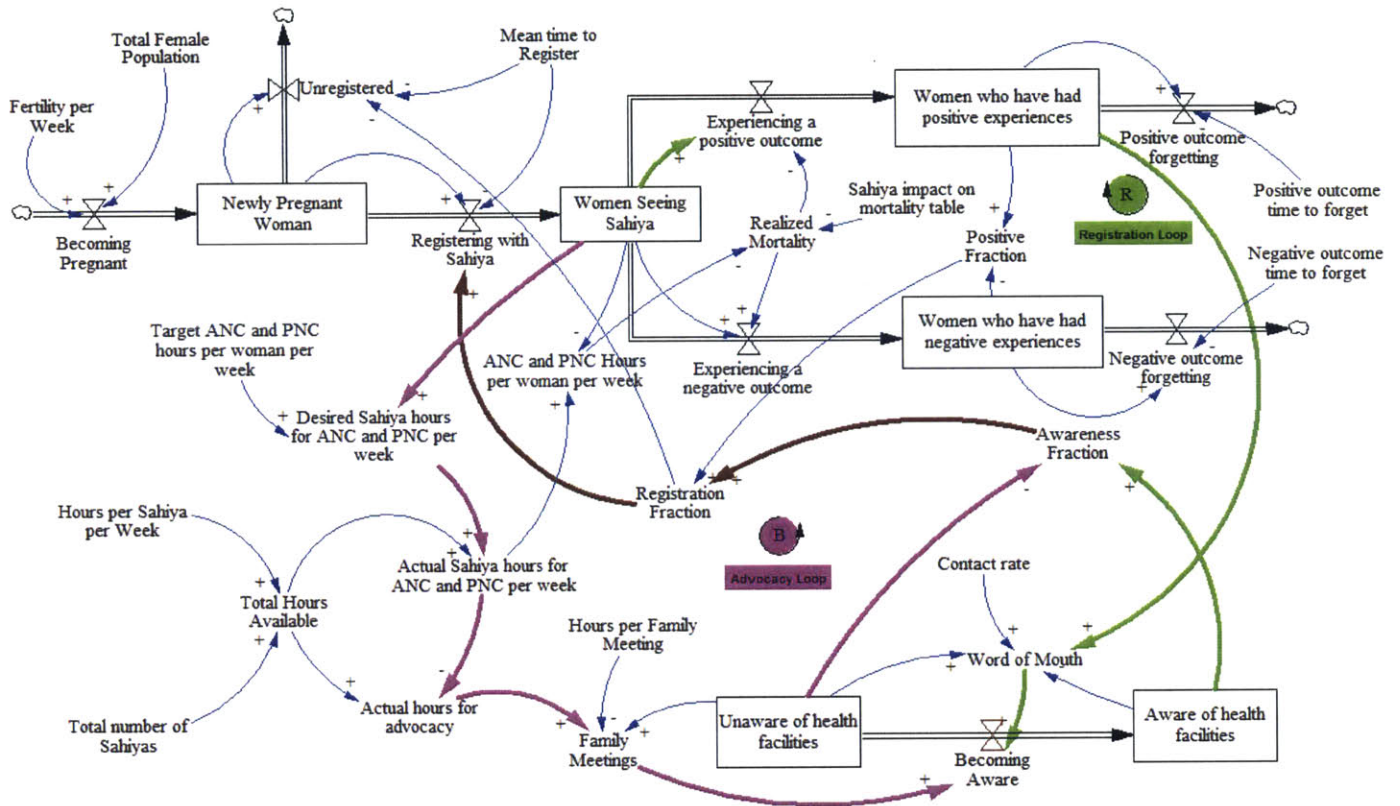 Total Female
Population
Fertility per
Week
Becoming
Pregnant
Unregistered
Mean time to
Register
Newly Pregnant
Woman
Registering with
Sahiya
Women Seeing
Sahiya
Experiencing a
positive outcome
Women who have had
positive experiences
Positive outcome
forgetting
Positive outcome
time to forget
R
Registration Loop
Sahiya impact on
mortality table
Realized
Mortality
Positive
Fraction
Negative outcome
time to forget
Women who have had
negative experiences
Negative outcome
forgetting
Experiencing a
negative outcome
Target ANC and PNC
hours per woman per
week
ANC and PNC Hours
per woman per week
Desired Sahiya hours
for ANC and PNC per
week
Awareness
Fraction
Registration
Fraction
B
Advocacy Loop
Hours per Sahiya
per Week
Actual Sahiya hours for
ANC and PNC per week
Total Hours
Available
Contact rate
Hours per Family
Meeting
Word of Mouth
Total number of
Sahiyas
Actual hours for
advocacy
Family
Meetings
Unaware of health
facilities
Becoming
Aware
Aware of health
facilities